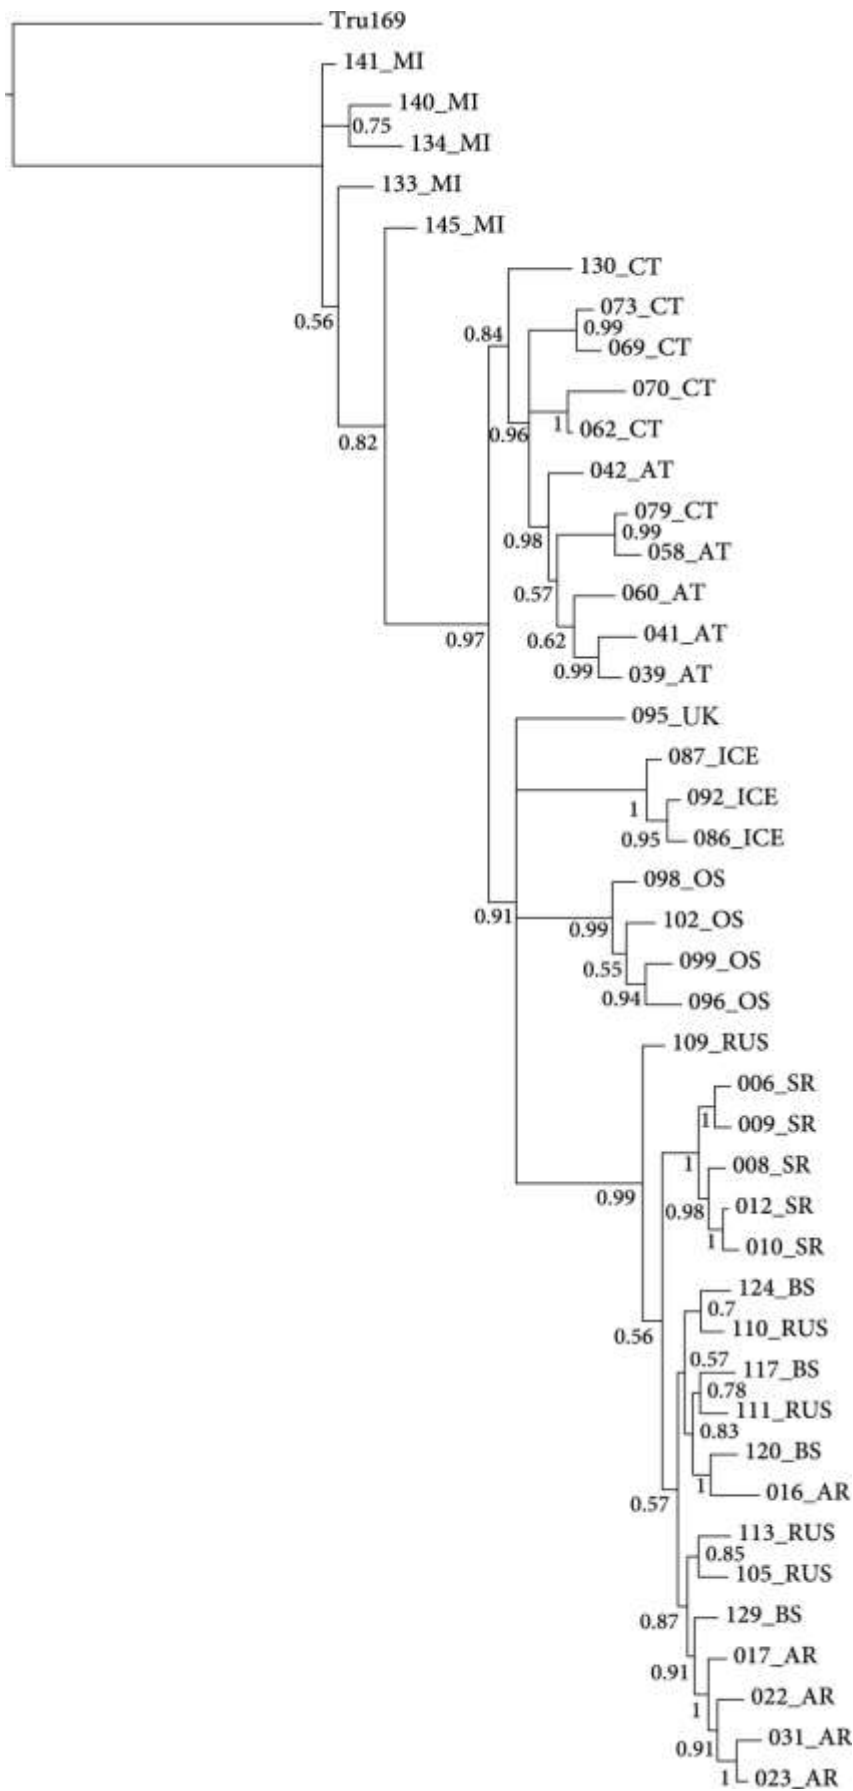 Tru169
141_MI
140_MI
0.75
134_MI
133_MI
145_MI
130_CT
073_CT
0.56
0.84
0.99
069_CT
070_CT
0.82
0.96
1
062_CT
042_AT
079_CT
0.98
0.99
058_AT
0.57
060_AT
0.97
0.62
041_AT
0.99
039_AT
095_UK
087_ICE
092_ICE
1
0.95
086_ICE
098_OS
0.91
0.99
102_OS
0.55
099_OS
0.94
096_OS
109_RUS
006_SR
1
009_SR
1
008_SR
0.99
0.98
012_SR
1
010_SR
124_BS
0.7
0.56
110_RUS
0.57
117_BS
0.78
111_RUS
0.83
120_BS
0.57
1
016_AR
113_RUS
0.85
105_RUS
0.87
129_BS
0.91
017_AR
1
022_AR
0.91
031_AR
1
023_AR